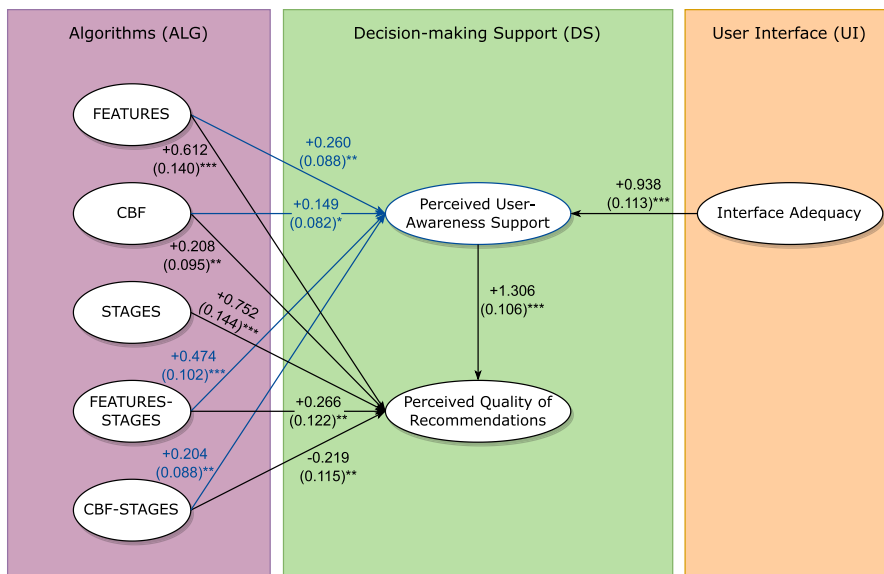 Algorithms (ALG)
Decision-making Support (DS)
User Interface (UI)
FEATURES
+0.612
(0.140)***
+0.260
(0.088)**
CBF
+0.149
(0.082)*
Perceived User-
Awareness Support
+0.938
(0.113)***
Interface Adequacy
+0.208
(0.095)**
STAGES
+0.752
(0.144)***
+1.306
(0.106)***
+0.474
(0.102)***
FEATURES-
STAGES
+0.266
(0.122)**
Perceived Quality of
Recommendations
+0.204
(0.088)**
-0.219
(0.115)**
CBF-STAGES